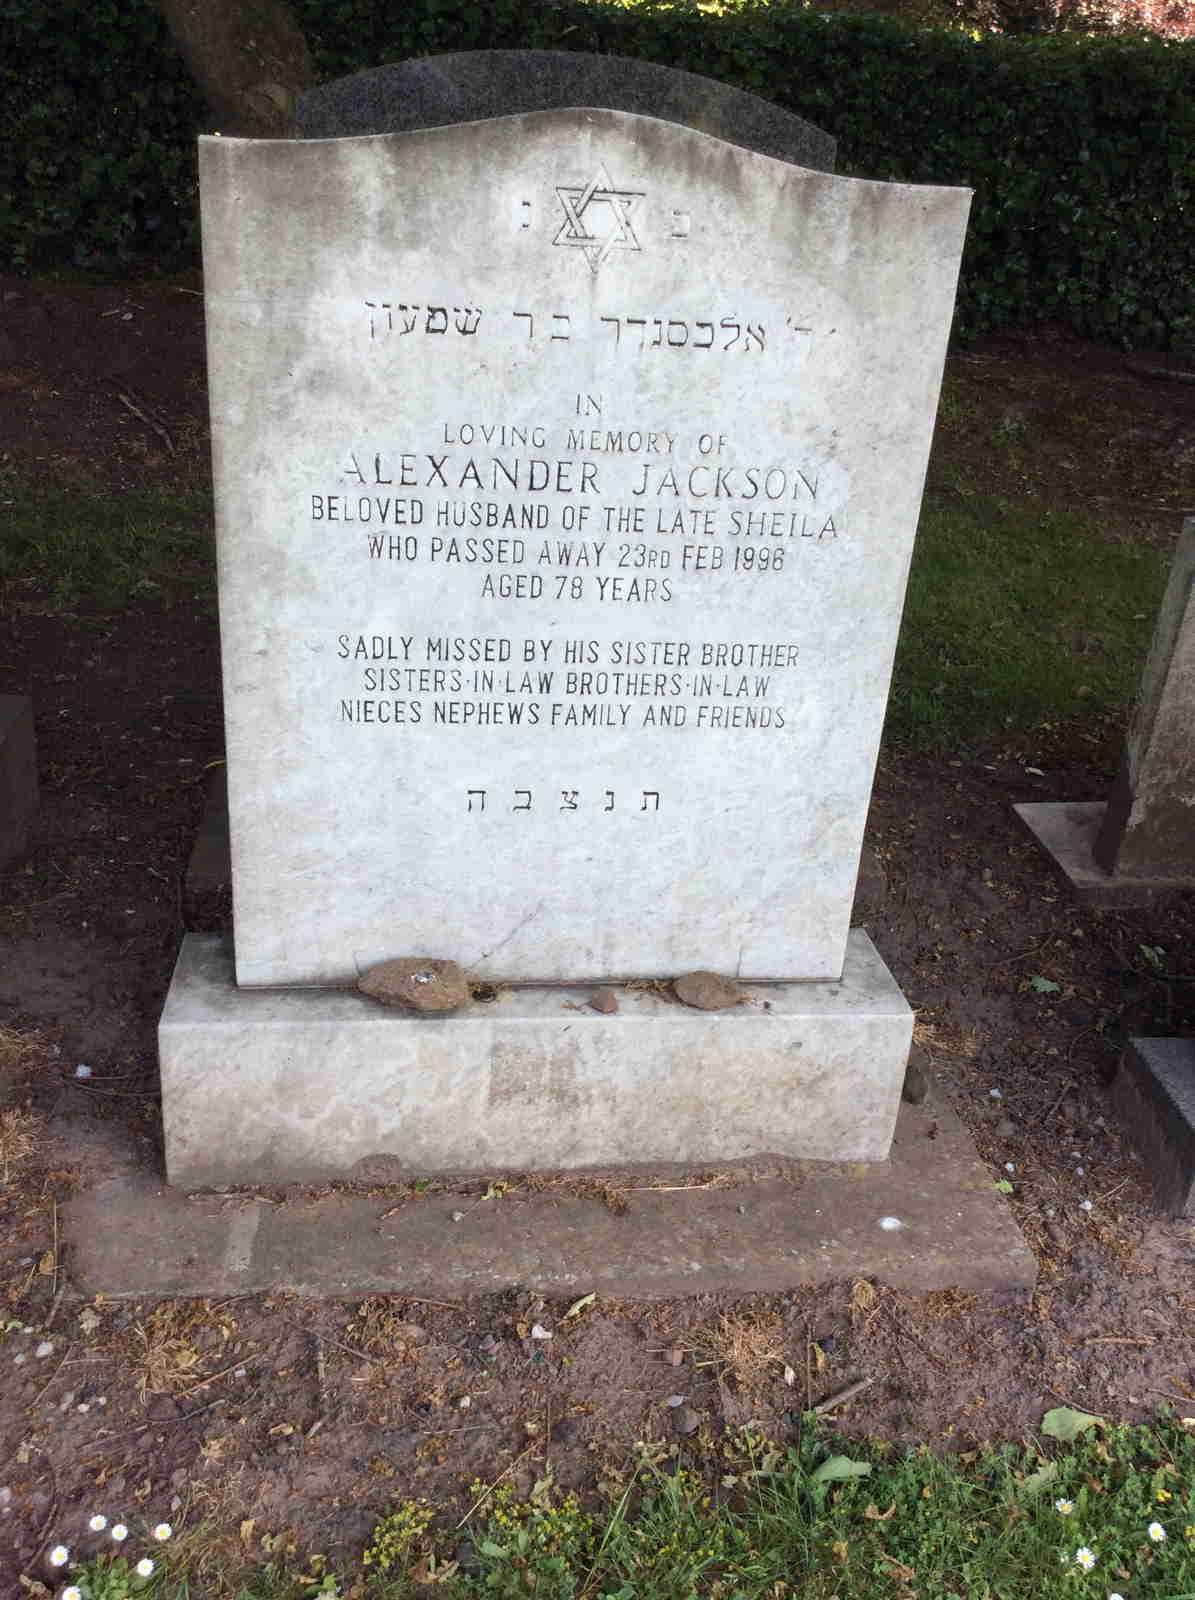 פ נ
ר' אלכסנדר בר שמעון
IN
LOVING MEMORY OF
ALEXANDER JACKSON
BELOVED HUSBAND OF THE LATE SHEILA
WHO PASSED AWAY 23RD FEB 1996
AGED 78 YEARS
SADLY MISSED BY HIS SISTER BROTHER
SISTERS·IN·LAW BROTHERS·IN·LAW
NIECES NEPHEWS FAMILY AND FRIENDS
ת נ צ ב ה